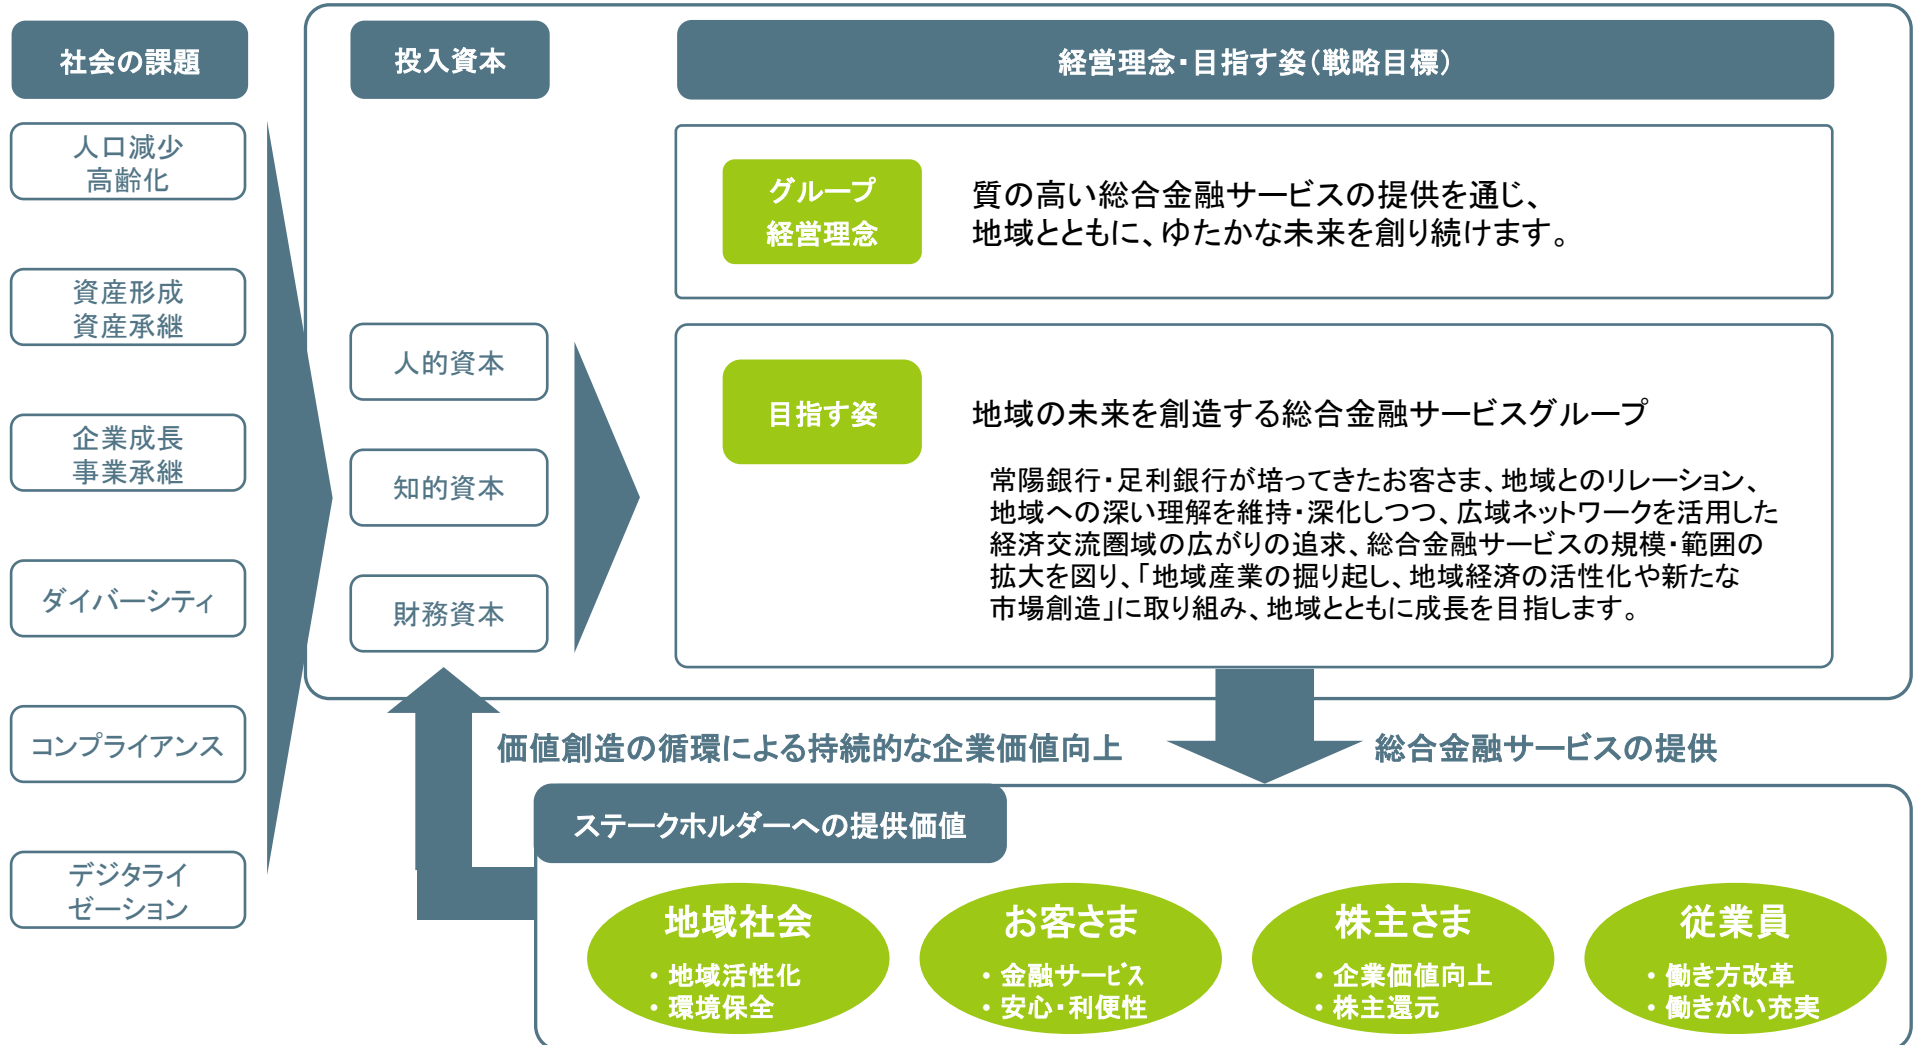 社会の課題
人口減少
高齢化
資産形成
資産承継
企業成長
事業承継
ダイバーシティ
コンプライアンス
デジタライ
ゼーション
投入資本
人的資本
知的資本
財務資本
経営理念・目指す姿（戦略目標）
グループ
経営理念
質の高い総合金融サービスの提供を通じ、
地域とともに、ゆたかな未来を創り続けます。
目指す姿
地域の未来を創造する総合金融サービスグループ
常陽銀行・足利銀行が培ってきたお客さま、地域とのリレーション、
地域への深い理解を維持・深化しつつ、広域ネットワークを活用した
経済交流圏域の広がりの追求、総合金融サービスの規模・範囲の
拡大を図り、「地域産業の掘り起し、地域経済の活性化や新たな
市場創造」に取り組み、地域とともに成長を目指します。
価値創造の循環による持続的な企業価値向上
総合金融サービスの提供
ステークホルダーへの提供価値
地域社会
・地域活性化
・環境保全
お客さま
・金融サービス
・安心・利便性
株主さま
・企業価値向上
・株主還元
従業員
・働き方改革
・働きがい充実